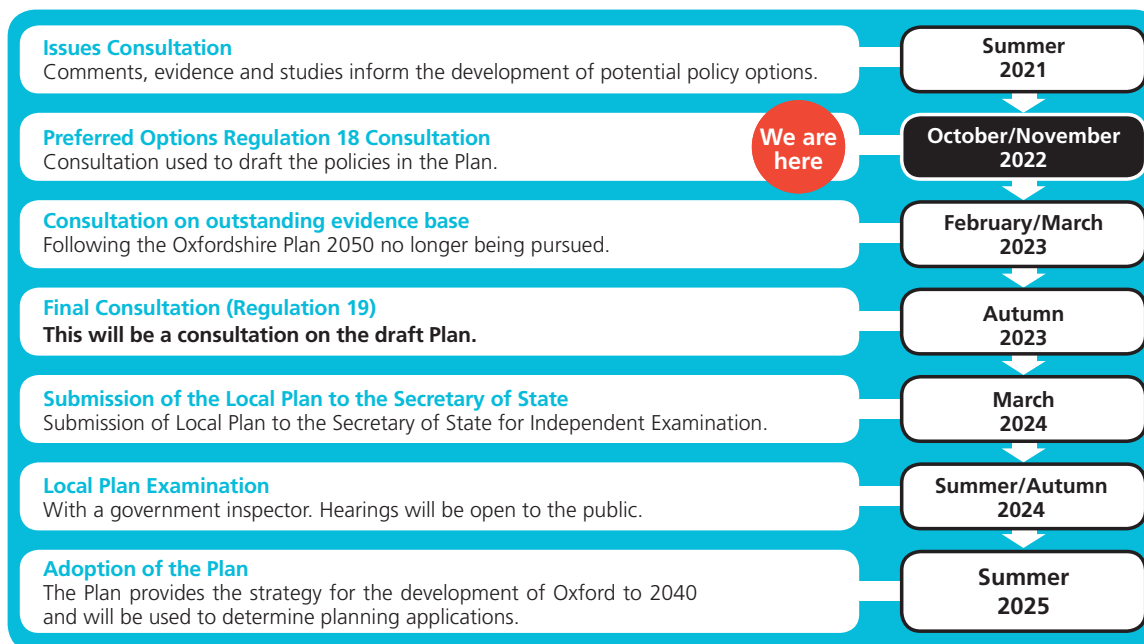 Issues Consultation
Comments, evidence and studies inform the development of potential policy options.
Summer
2021
Preferred Options Regulation 18 Consultation
Consultation used to draft the policies in the Plan.
We are
here
October/November
2022
Consultation on outstanding evidence base
Following the Oxfordshire Plan 2050 no longer being pursued.
February/March
2023
Final Consultation (Regulation 19)
This will be a consultation on the draft Plan.
Autumn
2023
Submission of the Local Plan to the Secretary of State
Submission of Local Plan to the Secretary of State for Independent Examination.
March
2024
Local Plan Examination
With a government inspector. Hearings will be open to the public.
Summer/Autumn
2024
Adoption of the Plan
The Plan provides the strategy for the development of Oxford to 2040
and will be used to determine planning applications.
Summer
2025